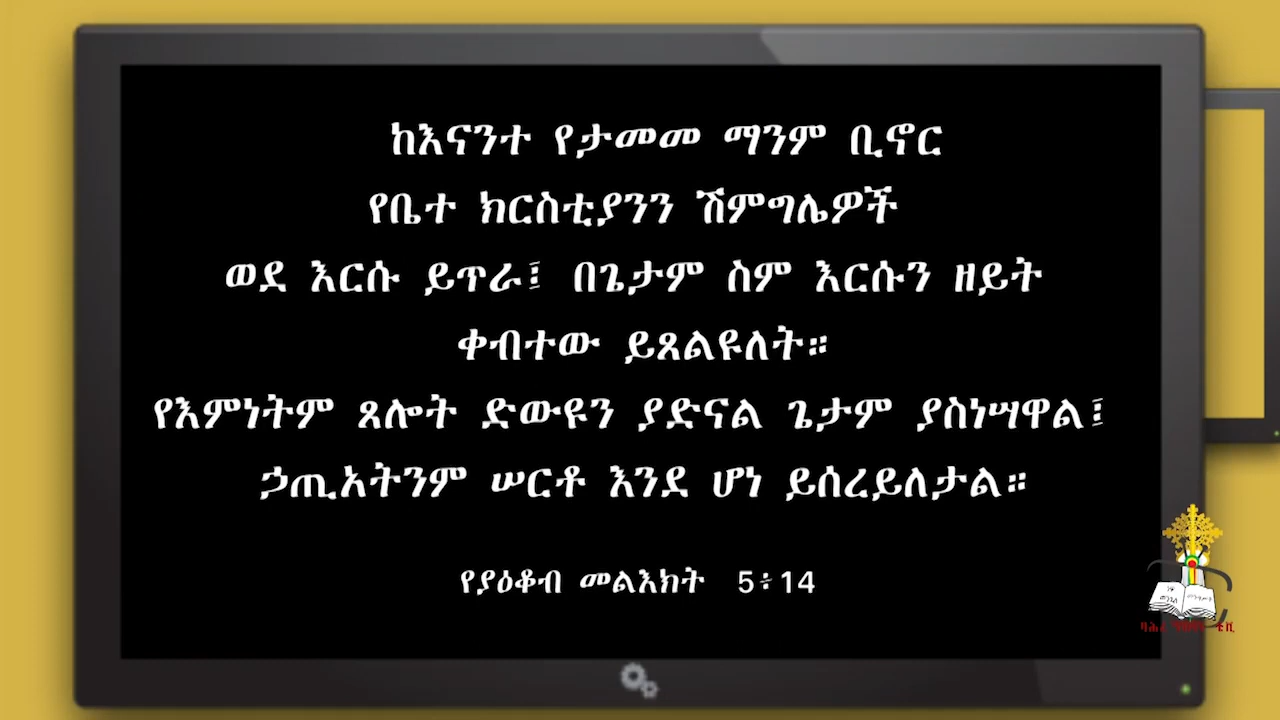 ከእናንተ የታመመ ማንም ቢኖር
የቤተ ክርስቲያንን ሽምግሌዎች
ወደ እርሱ ይጥራ፤ በጌታም ስም እርሱን ዘይት
ቀብተው ይጸልዩለት።
የእምነትም ጸሎት ድውዩን ያድናል ጌታም ያስነሣዋል፤
ኃጢአትንም ሠርቶ እንደ ሆነ ይሰረይለታል።
የያዕቆብ መልእክት 5፥14